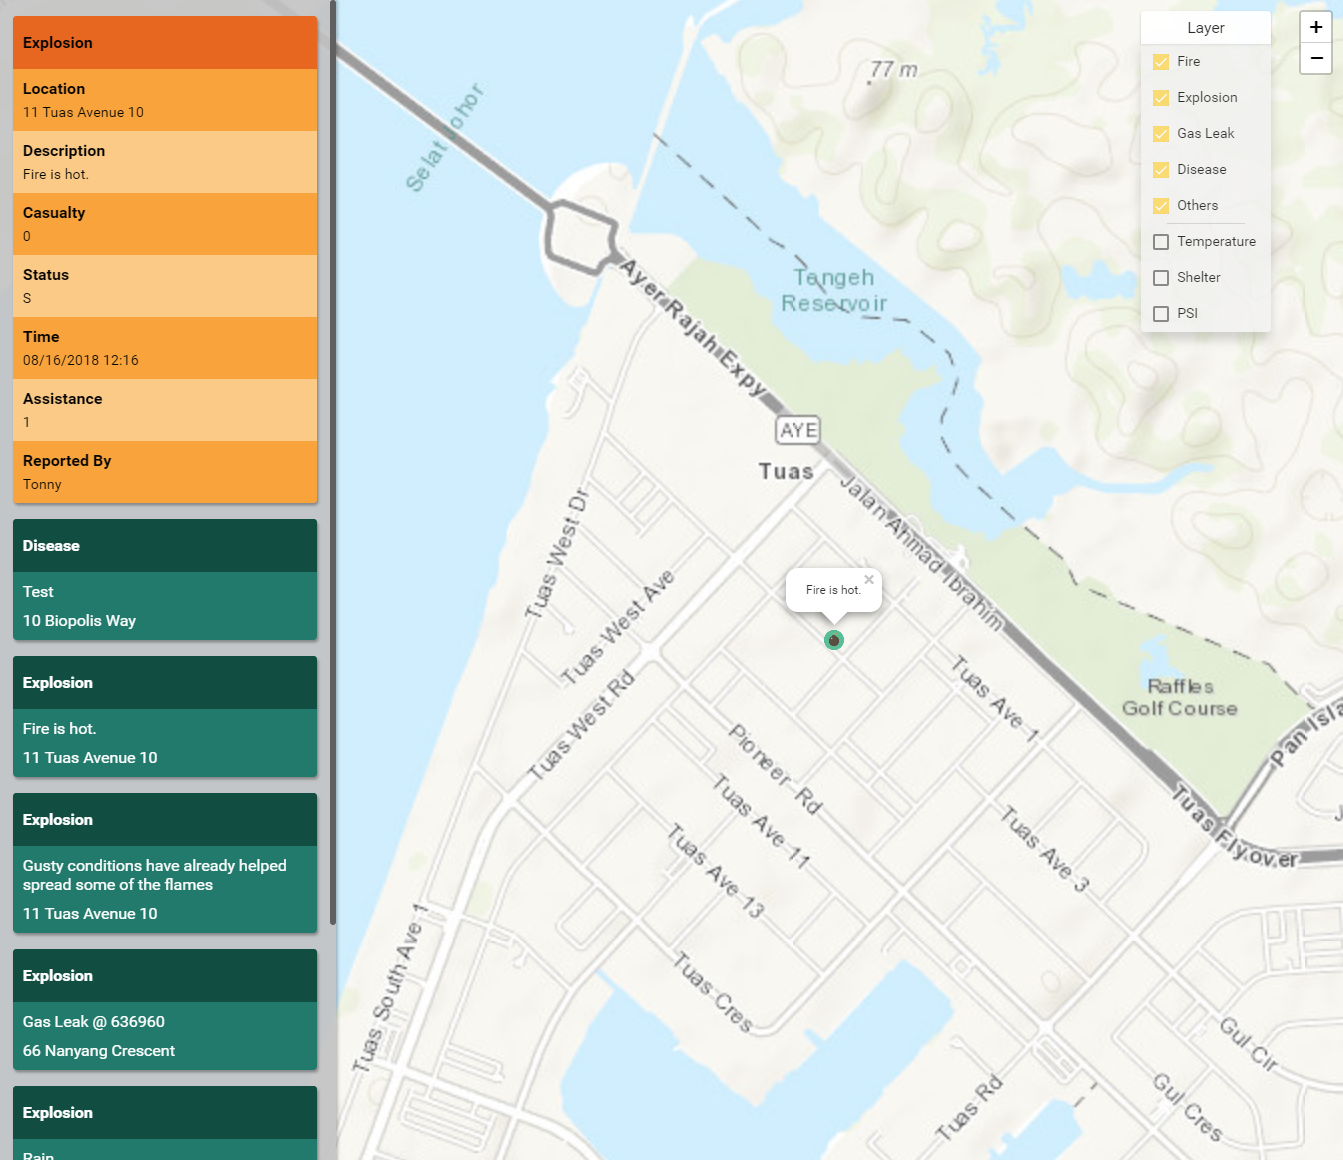 Explosion
Location
11 Tuas Avenue 10
Description
Fire is hot.
Casualty
0
Status
S
Time
08/16/2018 12:16
Assistance
1
Reported By
Tonny
Disease
Test
10 Biopolis Way
Explosion
Fire is hot.
11 Tuas Avenue 10
Explosion
Gusty conditions have already helped
spread some of the flames
11 Tuas Avenue 10
Explosion
Gas Leak @ 636960
66 Nanyang Crescent
Explosion
Rain
Selat Johor
77 m
Tengeh
Reservoir
Ayer Rajah Expy
AYE
Tuas
Jalan Ahmad Ibrahim
Tuas West Dr
Tuas West Ave
Tuas West Rd
Fire is hot.
×
Tuas Ave 1
Raffles
Golf Course
Pan Isla
Pioneer Rd
Tuas Ave 11
Tuas Ave 13
Tuas Ave 3
Tuas Flyover
Tuas South Ave 1
Tuas Cres
Tuas Rd
Gul Cir
Gul Cres
Layer
Fire
Explosion
Gas Leak
Disease
Others
Temperature
Shelter
PSI
+
−